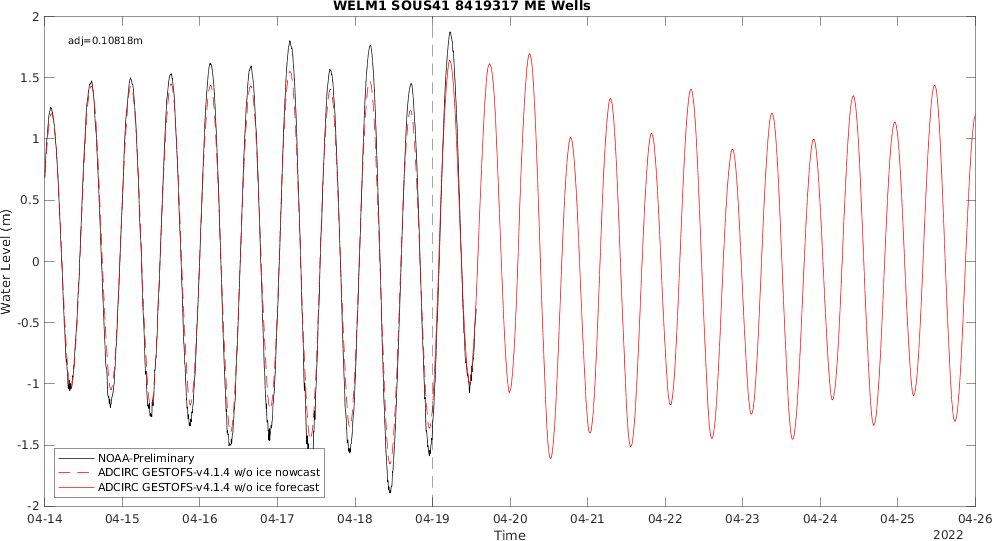 WELM1 SOUS41 8419317 ME Wells
adj=0.10818m
2
1.5
1
0.5
0
-0.5
-1
-1.5
-2
Water Level (m)
NOAA-Preliminary
ADCIRC GESTOFS-v4.1.4 w/o ice nowcast
ADCIRC GESTOFS-v4.1.4 w/o ice forecast
04-14 04-15 04-16 04-17 04-18 04-19 04-20 04-21 04-22 04-23 04-24 04-25 04-26
Time
2022